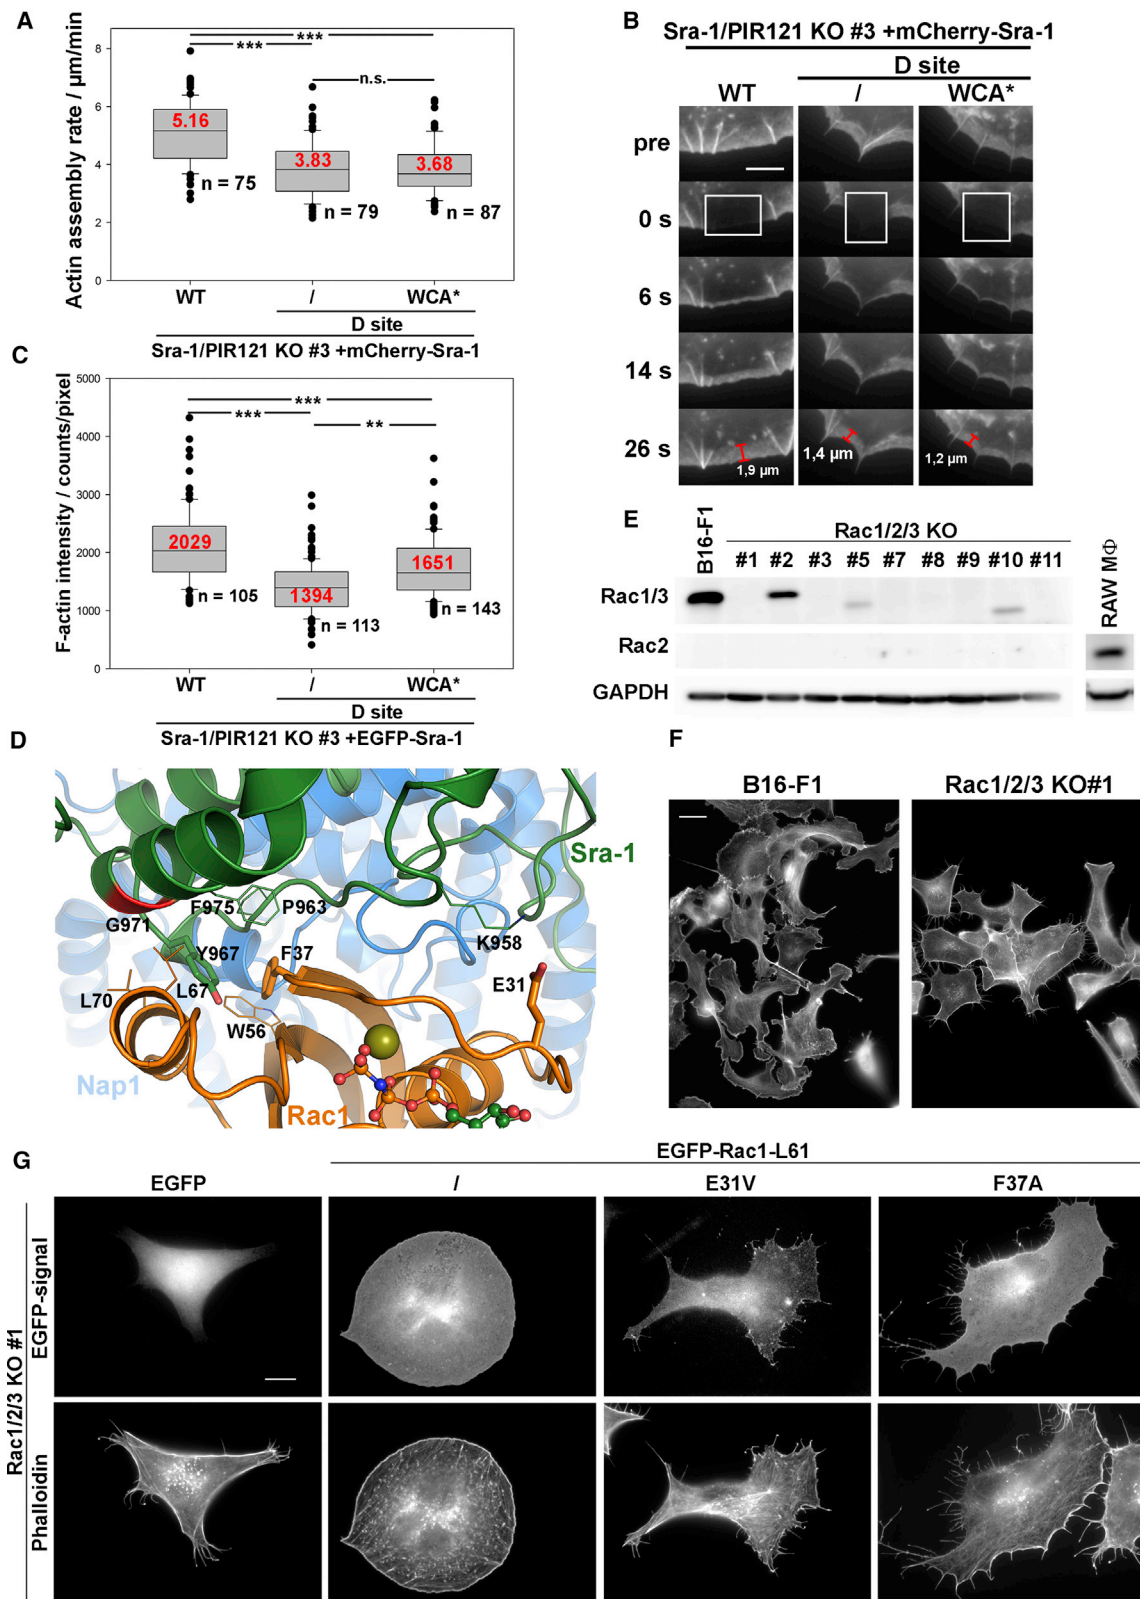 A
Actin assembly rate / µm/min
8
6
4
2
0
***
***
n.s.
5.16
3.83
3.68
n = 75
n = 79
n = 87
WT
/
WCA*
D site
Sra-1/PIR121 KO #3 +mCherry-Sra-1
B
Sra-1/PIR121 KO #3 +mCherry-Sra-1
D site
WT
/
WCA*
pre
0 s
6 s
14 s
26 s
1,9 µm
1,4 µm
1,2 µm
C
F-actin intensity / counts/pixel
5000
4000
3000
2000
1000
0
***
***
**
2029
1394
1651
n = 105
n = 113
n = 143
WT
/
WCA*
D site
Sra-1/PIR121 KO #3 +EGFP-Sra-1
D
Sra-1
G971
F975
P963
Y967
F37
K958
L70
L67
W56
E31
Nap1
Rac1
E
B16-F1
Rac1/2/3 KO
#1 #2 #3 #5 #7 #8 #9 #10 #11
RAW MΦ
Rac1/3
Rac2
GAPDH
F
B16-F1
Rac1/2/3 KO#1
G
EGFP-Rac1-L61
EGFP
/
E31V
F37A
Rac1/2/3 KO #1
EGFP-signal
Phalloidin